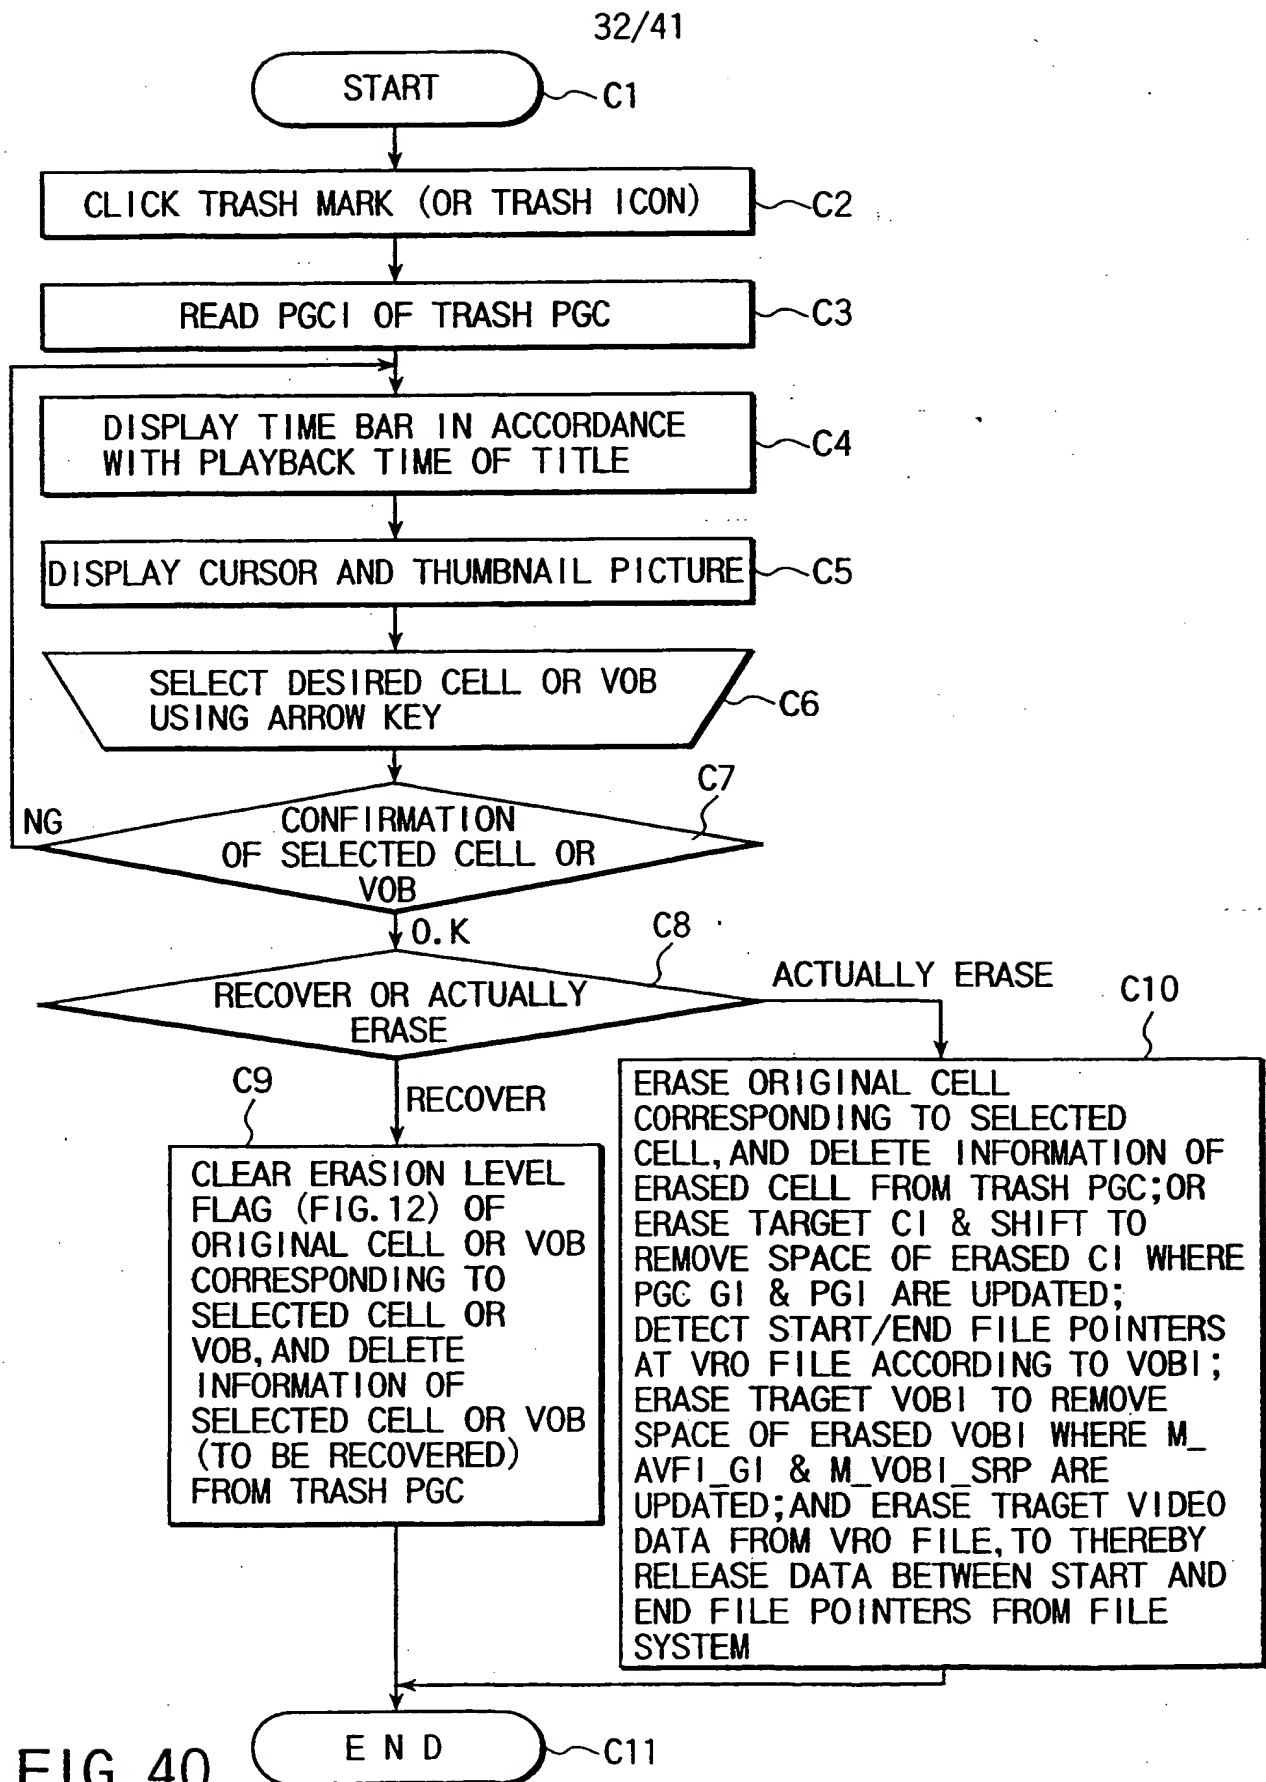 32/41
START
C1
CLICK TRASH MARK (OR TRASH ICON)
C2
READ PGCI OF TRASH PGC
C3
DISPLAY TIME BAR IN ACCORDANCE
WITH PLAYBACK TIME OF TITLE
C4
DISPLAY CURSOR AND THUMBNAIL PICTURE
C5
SELECT DESIRED CELL OR VOB
USING ARROW KEY
C6
C7
NG
CONFIRMATION
OF SELECTED CELL OR
VOB
O.K
C8
RECOVER OR ACTUALLY
ERASE
ACTUALLY ERASE
C10
C9
RECOVER
CLEAR ERASION LEVEL
FLAG (FIG.12) OF
ORIGINAL CELL OR VOB
CORRESPONDING TO
SELECTED CELL OR
VOB,AND DELETE
INFORMATION OF
SELECTED CELL OR VOB
(TO BE RECOVERED)
FROM TRASH PGC
ERASE ORIGINAL CELL
CORRESPONDING TO SELECTED
CELL,AND DELETE INFORMATION OF
ERASED CELL FROM TRASH PGC;OR
ERASE TARGET CI & SHIFT TO
REMOVE SPACE OF ERASED CI WHERE
PGC GI & PGI ARE UPDATED;
DETECT START/END FILE POINTERS
AT VRO FILE ACCORDING TO VOBI;
ERASE TRAGET VOBI TO REMOVE
SPACE OF ERASED VOBI WHERE M_
AVFI_GI & M_VOBI_SRP ARE
UPDATED;AND ERASE TRAGET VIDEO
DATA FROM VRO FILE,TO THEREBY
RELEASE DATA BETWEEN START AND
END FILE POINTERS FROM FILE
SYSTEM
END
C11
FIG 40